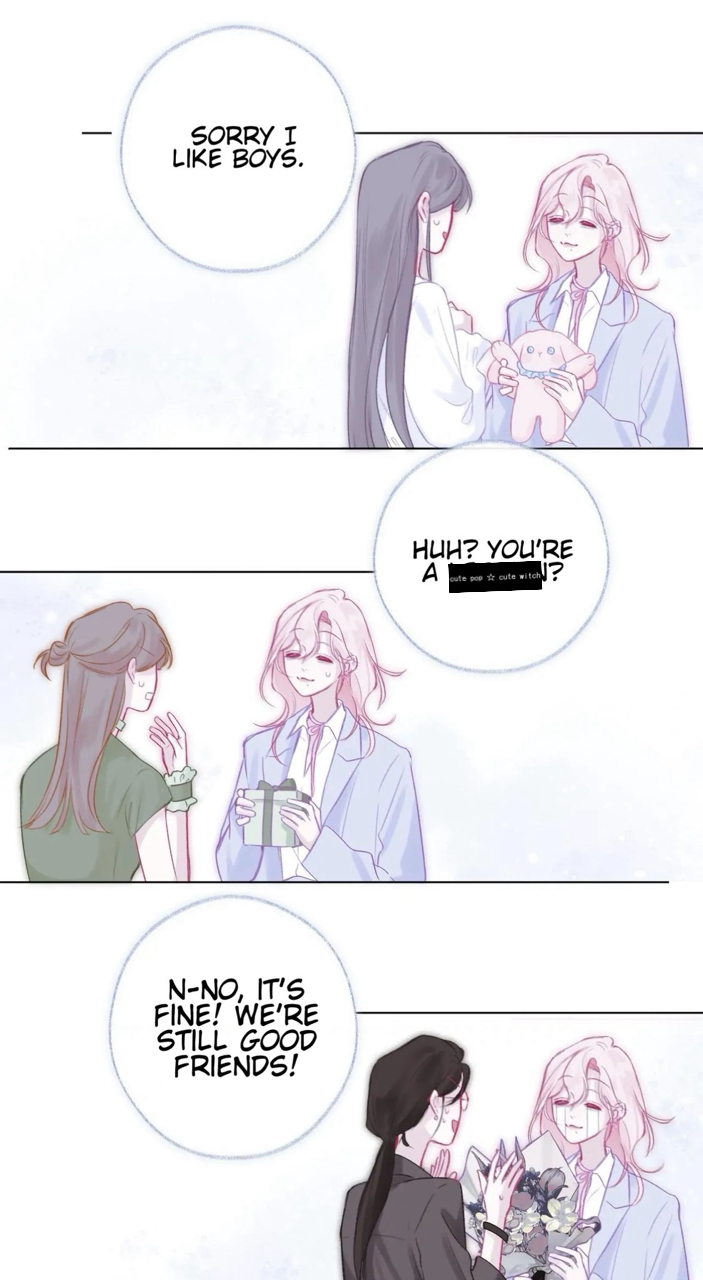 SORRY I
LIKE BOYS.
HUH? YOU'RE
A cute pop ☆ cute witch ?
N-NO, IT'S
FINE! WE'RE
STILL GOOD
FRIENDS!